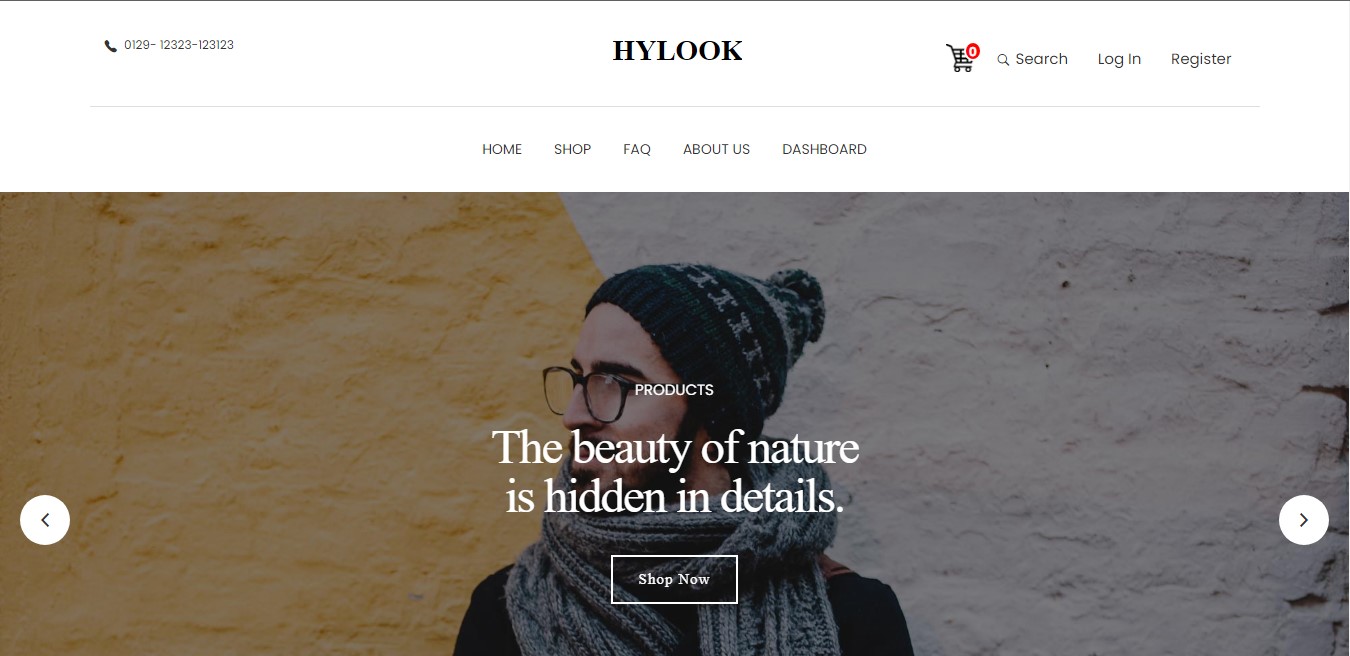 0129- 12323-123123
HYLOOK
0
Search
Log In
Register
HOME
SHOP
FAQ
ABOUT US
DASHBOARD
PRODUCTS
The beauty of nature
is hidden in details.
Shop Now